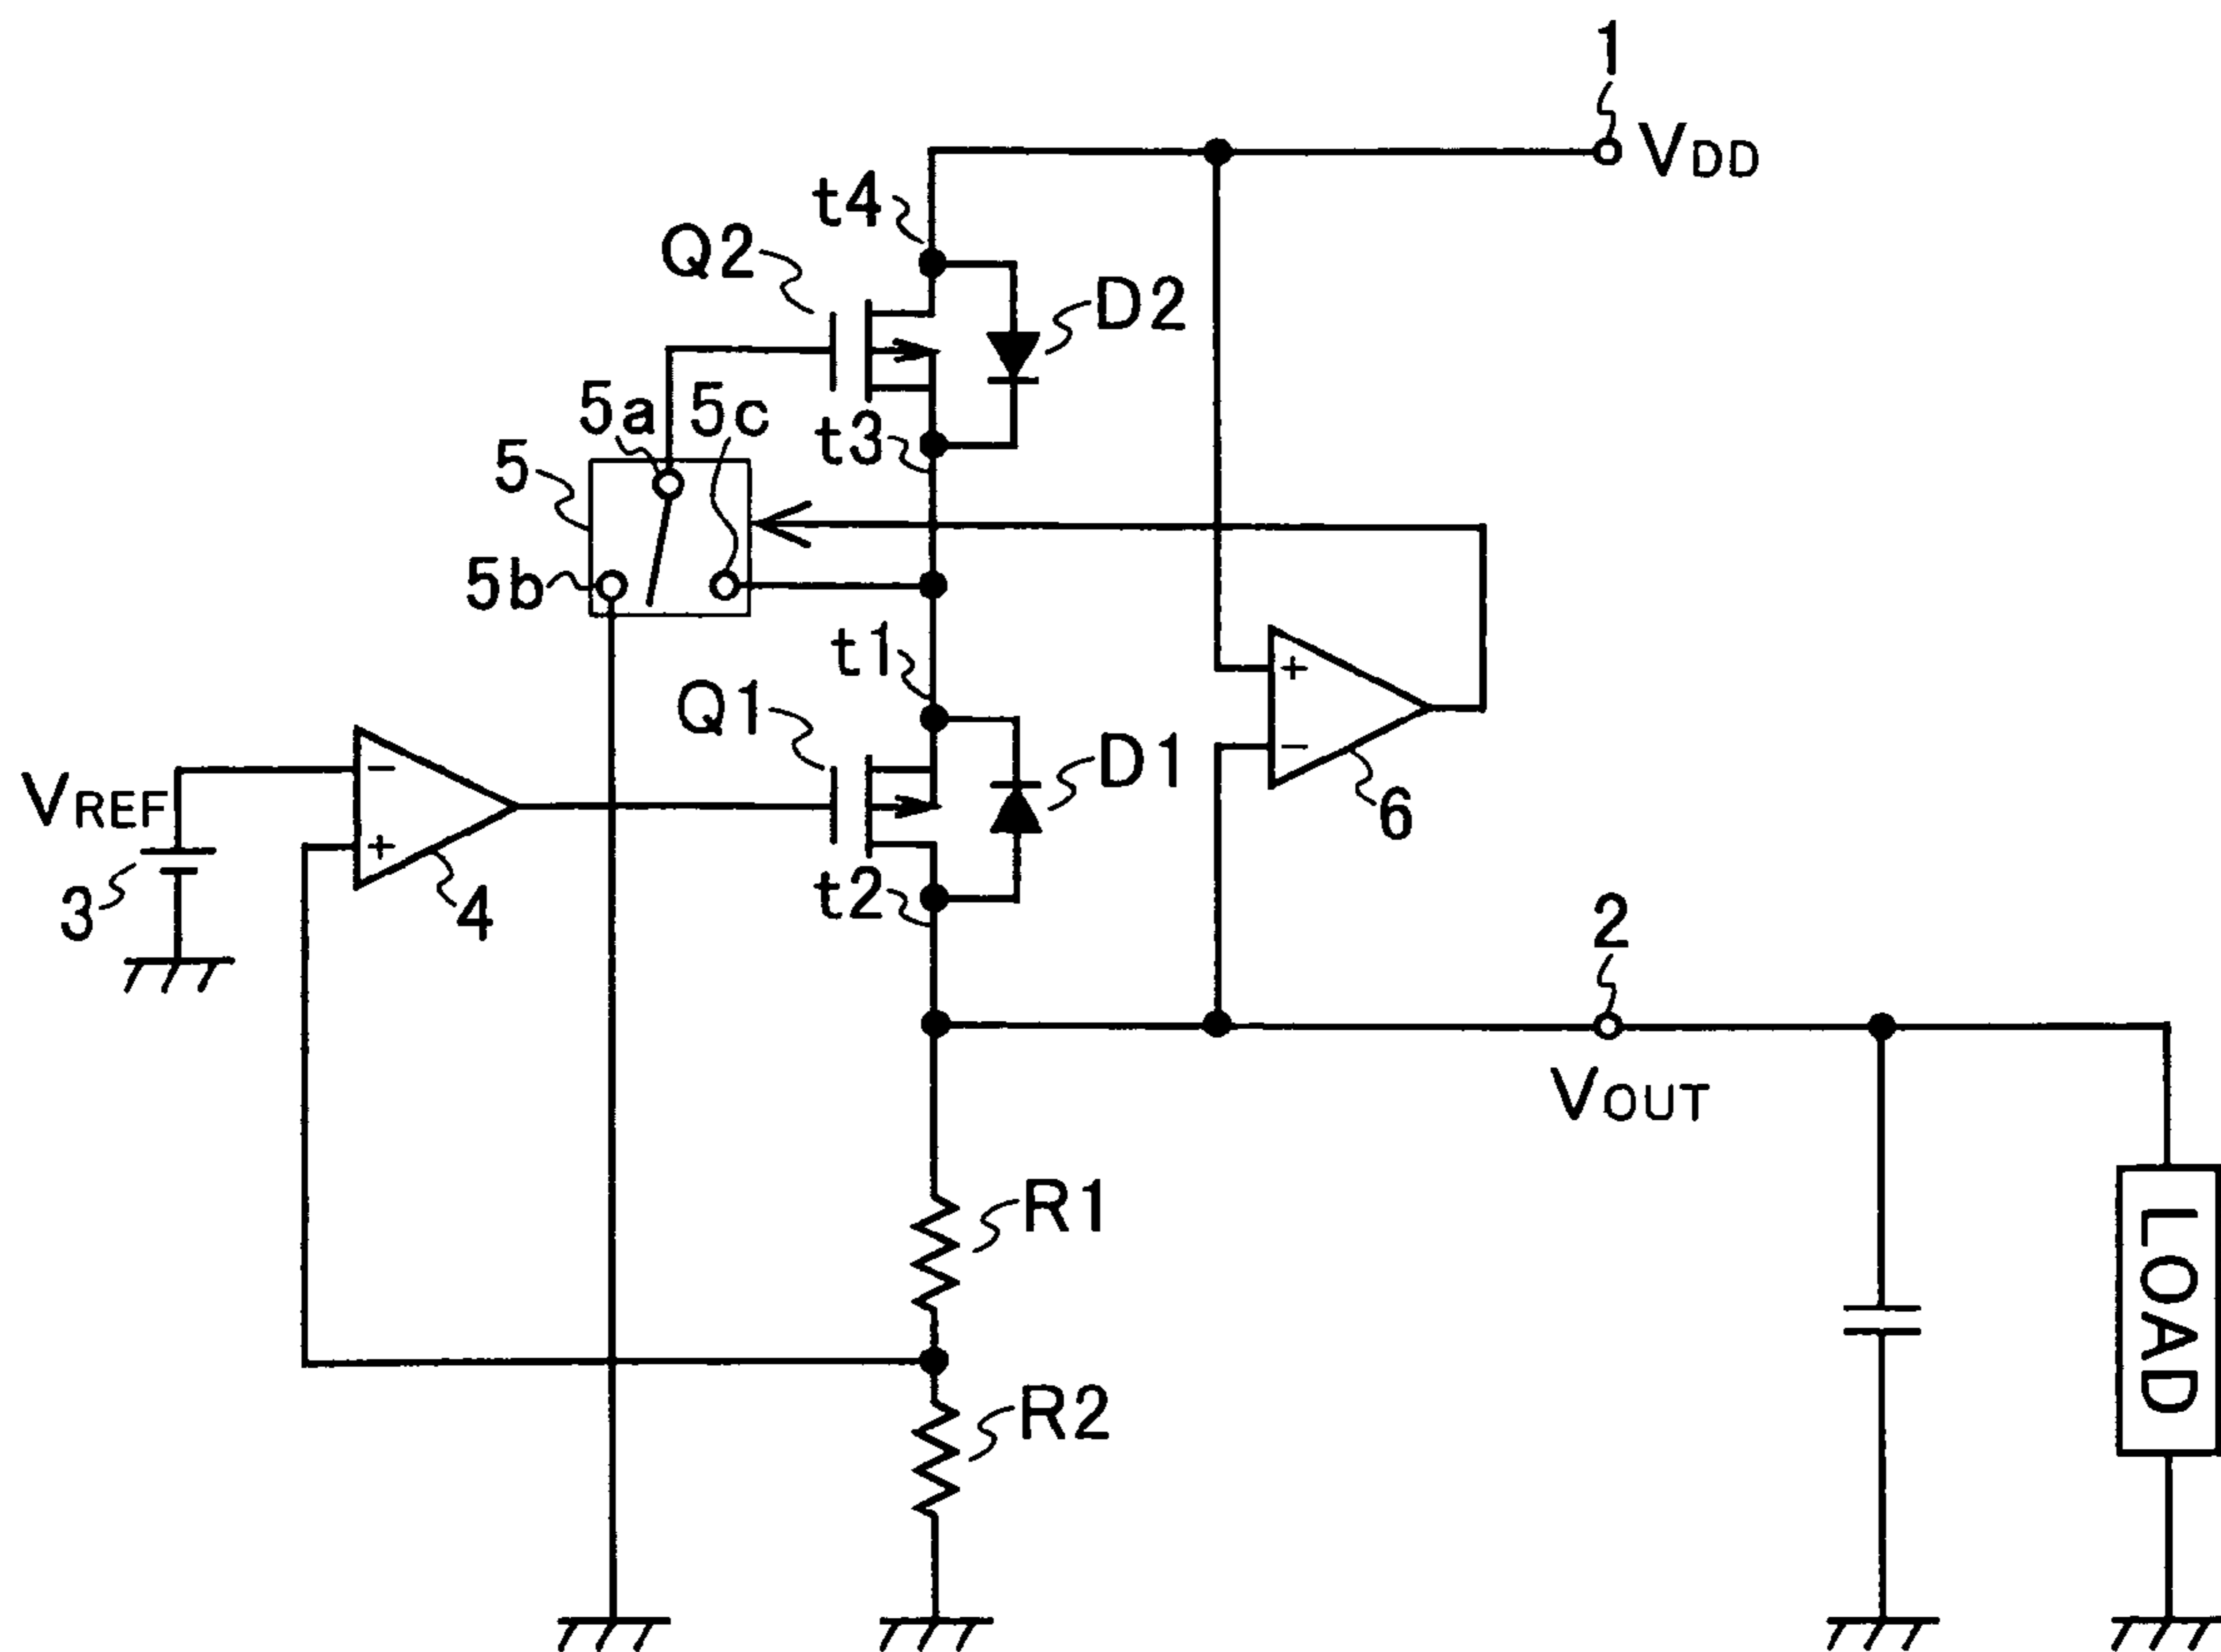 1
VDD
t4
Q2
D2
5a
5c
t3
5
5b
t1
Q1
D1
+
−
6
VREF
−
+
3
4
t2
2
VOUT
R1
LOAD
R2